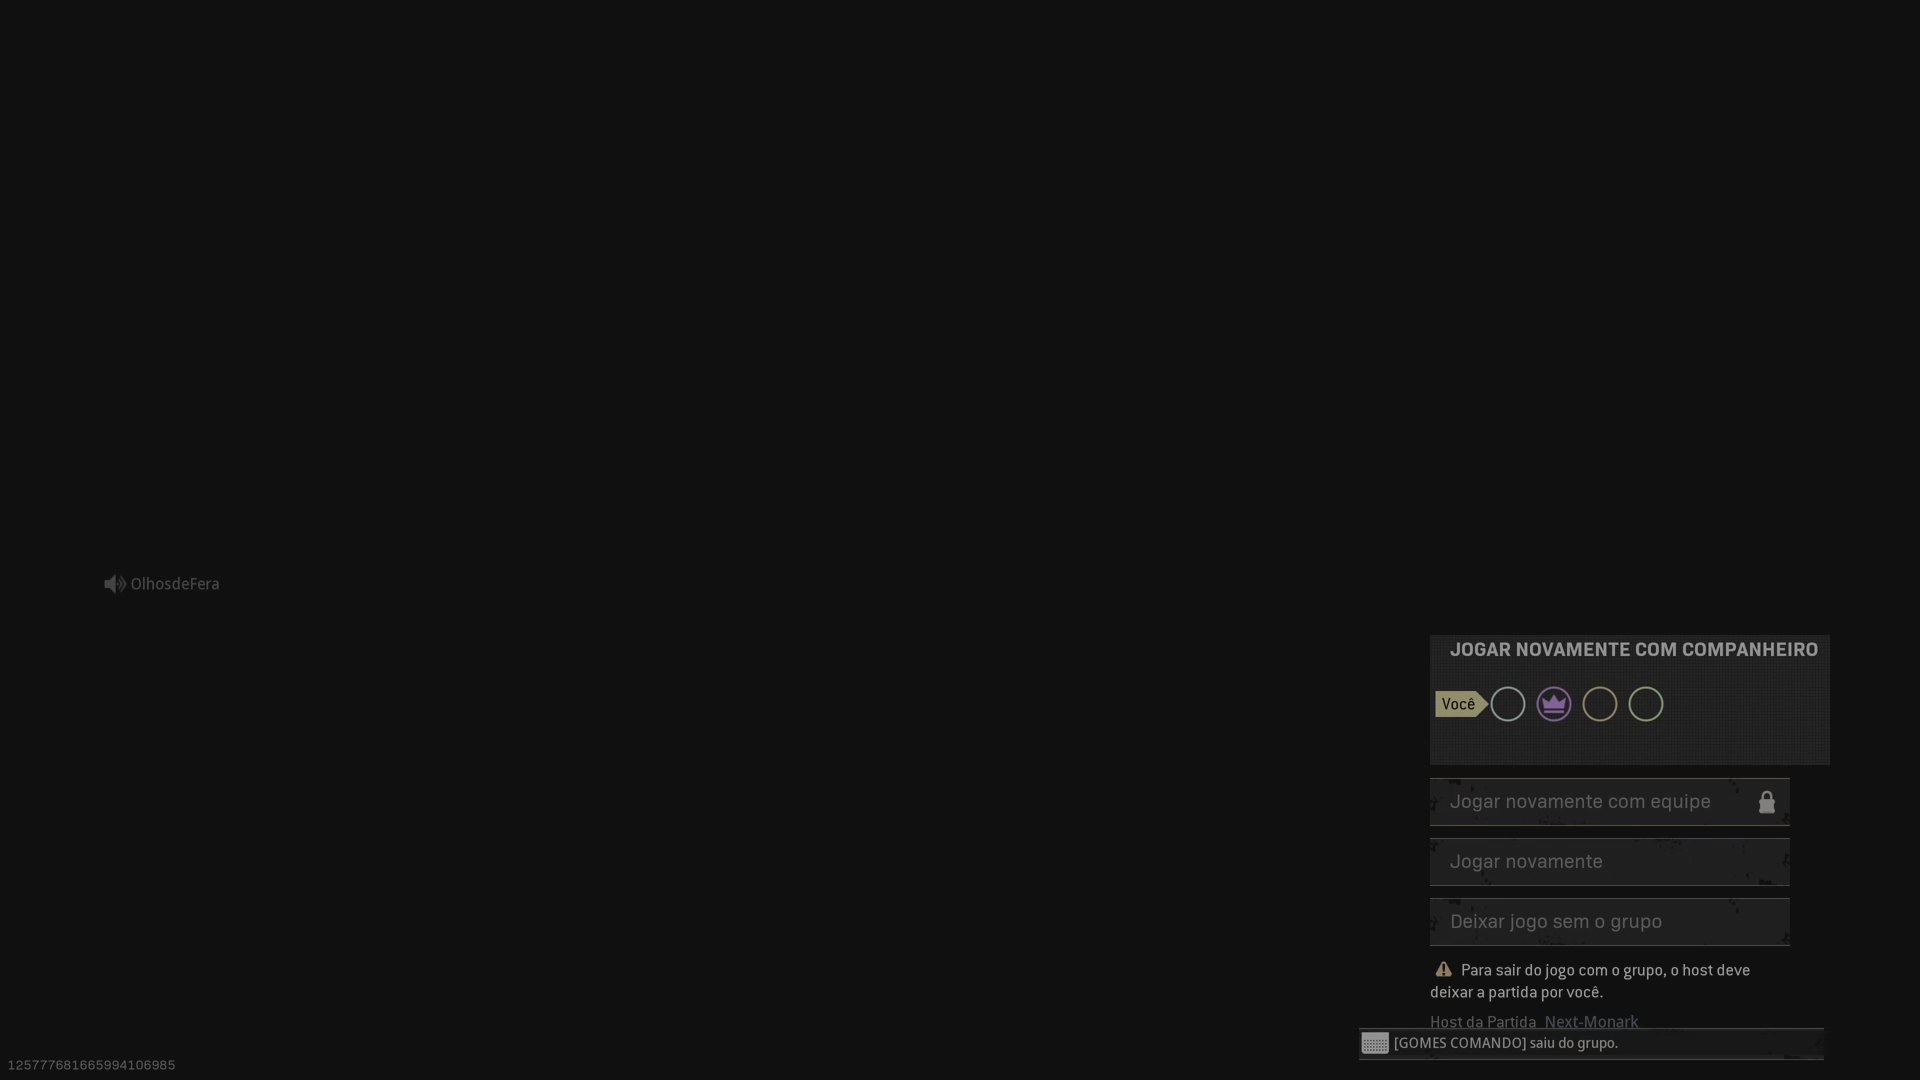 OlhosdeFera
JOGAR NOVAMENTE COM COMPANHEIRO
Você
Jogar novamente com equipe
Jogar novamente
Deixar jogo sem o grupo
Para sair do jogo com o grupo, o host deve
deixar a partida por você.
Host da Partida Next-Monark
[GOMES COMANDO] saiu do grupo.
125777681665994106985